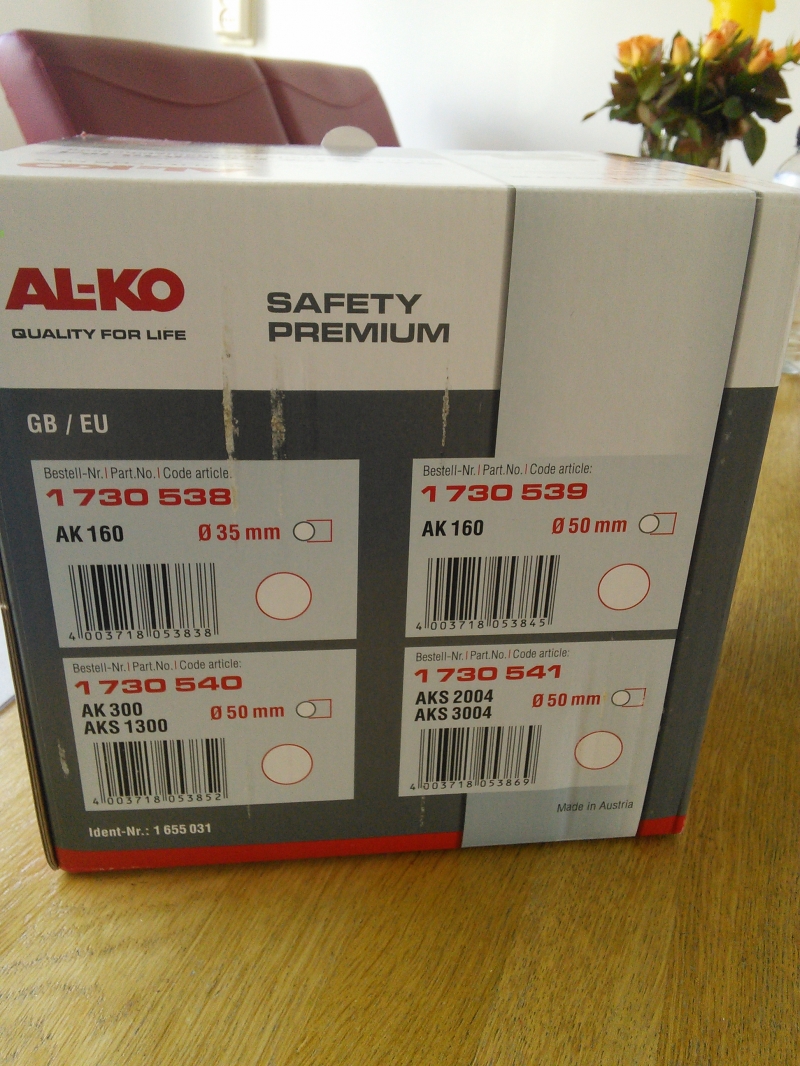 AL-KO
AL-KO
QUALITY FOR LIFE
SAFETY
PREMIUM
GB / EU
Bestell-Nr. | Part.No. | Code article:
1 730 538
AK 160 Ø 35 mm
4 003718 053838
Bestell-Nr. | Part.No. | Code article:
1 730 539
AK 160 Ø 50 mm
4 003718 053845
Bestell-Nr. | Part.No. | Code article:
1 730 540
AK 300
AKS 1300
Ø 50 mm
4 003718 053852
Bestell-Nr. | Part.No. | Code article:
1 730 541
AKS 2004
AKS 3004
Ø 50 mm
4 003718 053869
Ident-Nr.: 1 655 031
Made in Austria